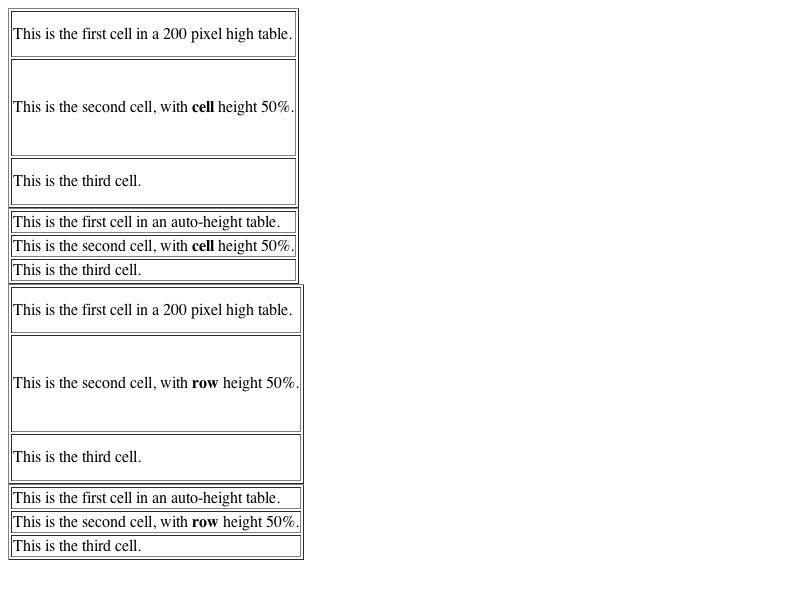 This is the first cell in a 200 pixel high table.
This is the second cell, with cell height 50%.
This is the third cell.
This is the first cell in an auto-height table.
This is the second cell, with cell height 50%.
This is the third cell.
This is the first cell in a 200 pixel high table.
This is the second cell, with row height 50%.
This is the third cell.
This is the first cell in an auto-height table.
This is the second cell, with row height 50%.
This is the third cell.